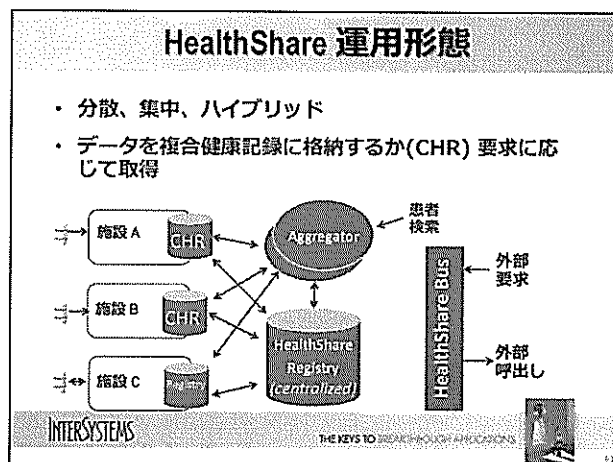 HealthShare 運用形態
• 分散、集中、ハイブリッド
• データを複合健康記録に格納するか(CHR) 要求に応
じて取得
施設 A
CHR
施設 B
CHR
施設 C
Registry
Aggregator
患者
検索
HealthShare
Registry
(centralized)
HealthShare Bus
外部
要求
外部
呼出し
INTERSYSTEMS
THE KEYS TO BREAKTHROUGH APPLICATIONS